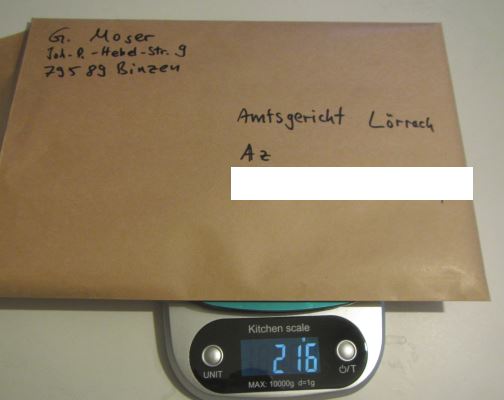 G. Moser
Joh.-P.-Hebel-Str. 9
79589 Binzen
Amtsgericht Lörrach
Az
Kitchen scale
216
UNIT
⏻/T
MAX: 10000g d=1g